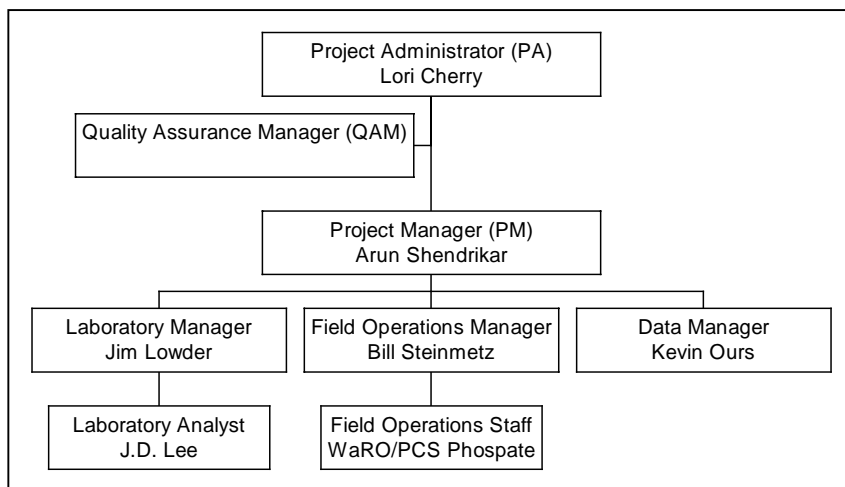 Project Administrator (PA)
Lori Cherry
Quality Assurance Manager (QAM)
Project Manager (PM)
Arun Shendrikar
Laboratory Manager
Jim Lowder
Field Operations Manager
Bill Steinmetz
Data Manager
Kevin Ours
Laboratory Analyst
J.D. Lee
Field Operations Staff
WaRO/PCS Phospate